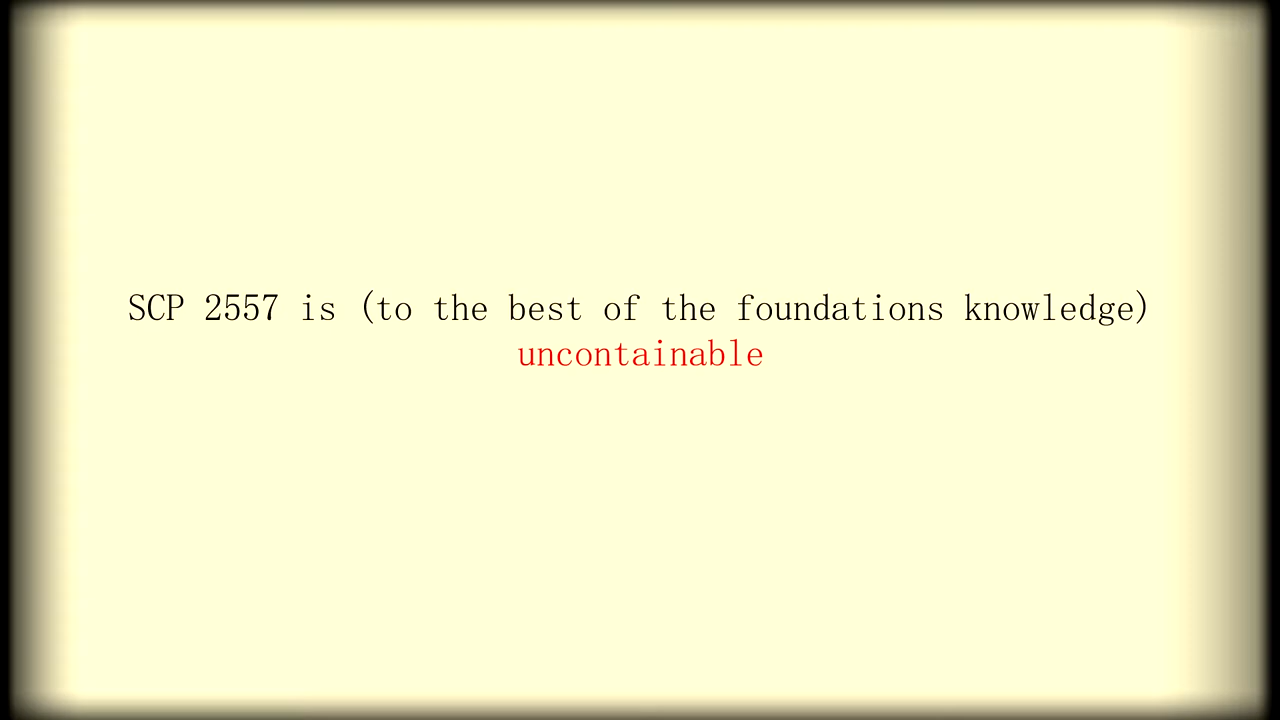 SCP 2557 is (to the best of the foundations knowledge)
uncontainable